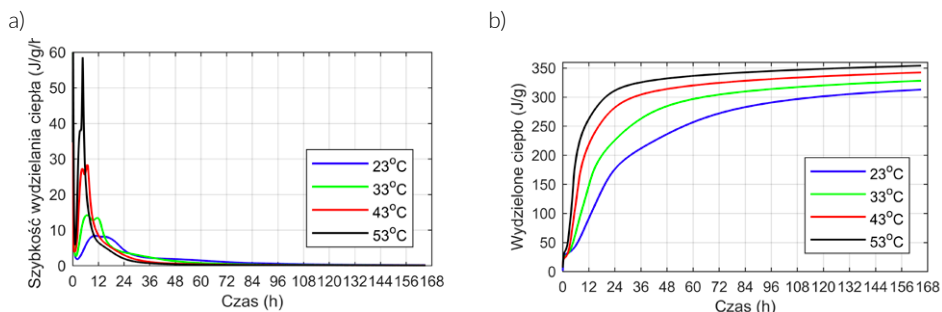 a)
Szybkość wydzielania ciepła (J/g/h
60
50
40
30
20
10
0
0 12 24 36 48 60 72 84 96 108 120 132 144 156 168
Czas (h)
23°C
33°C
43°C
53°C
b)
Wydzielone ciepło (J/g)
350
300
250
200
150
100
50
0
0 12 24 36 48 60 72 84 96 108 120 132 144 156 168
Czas (h)
23°C
33°C
43°C
53°C